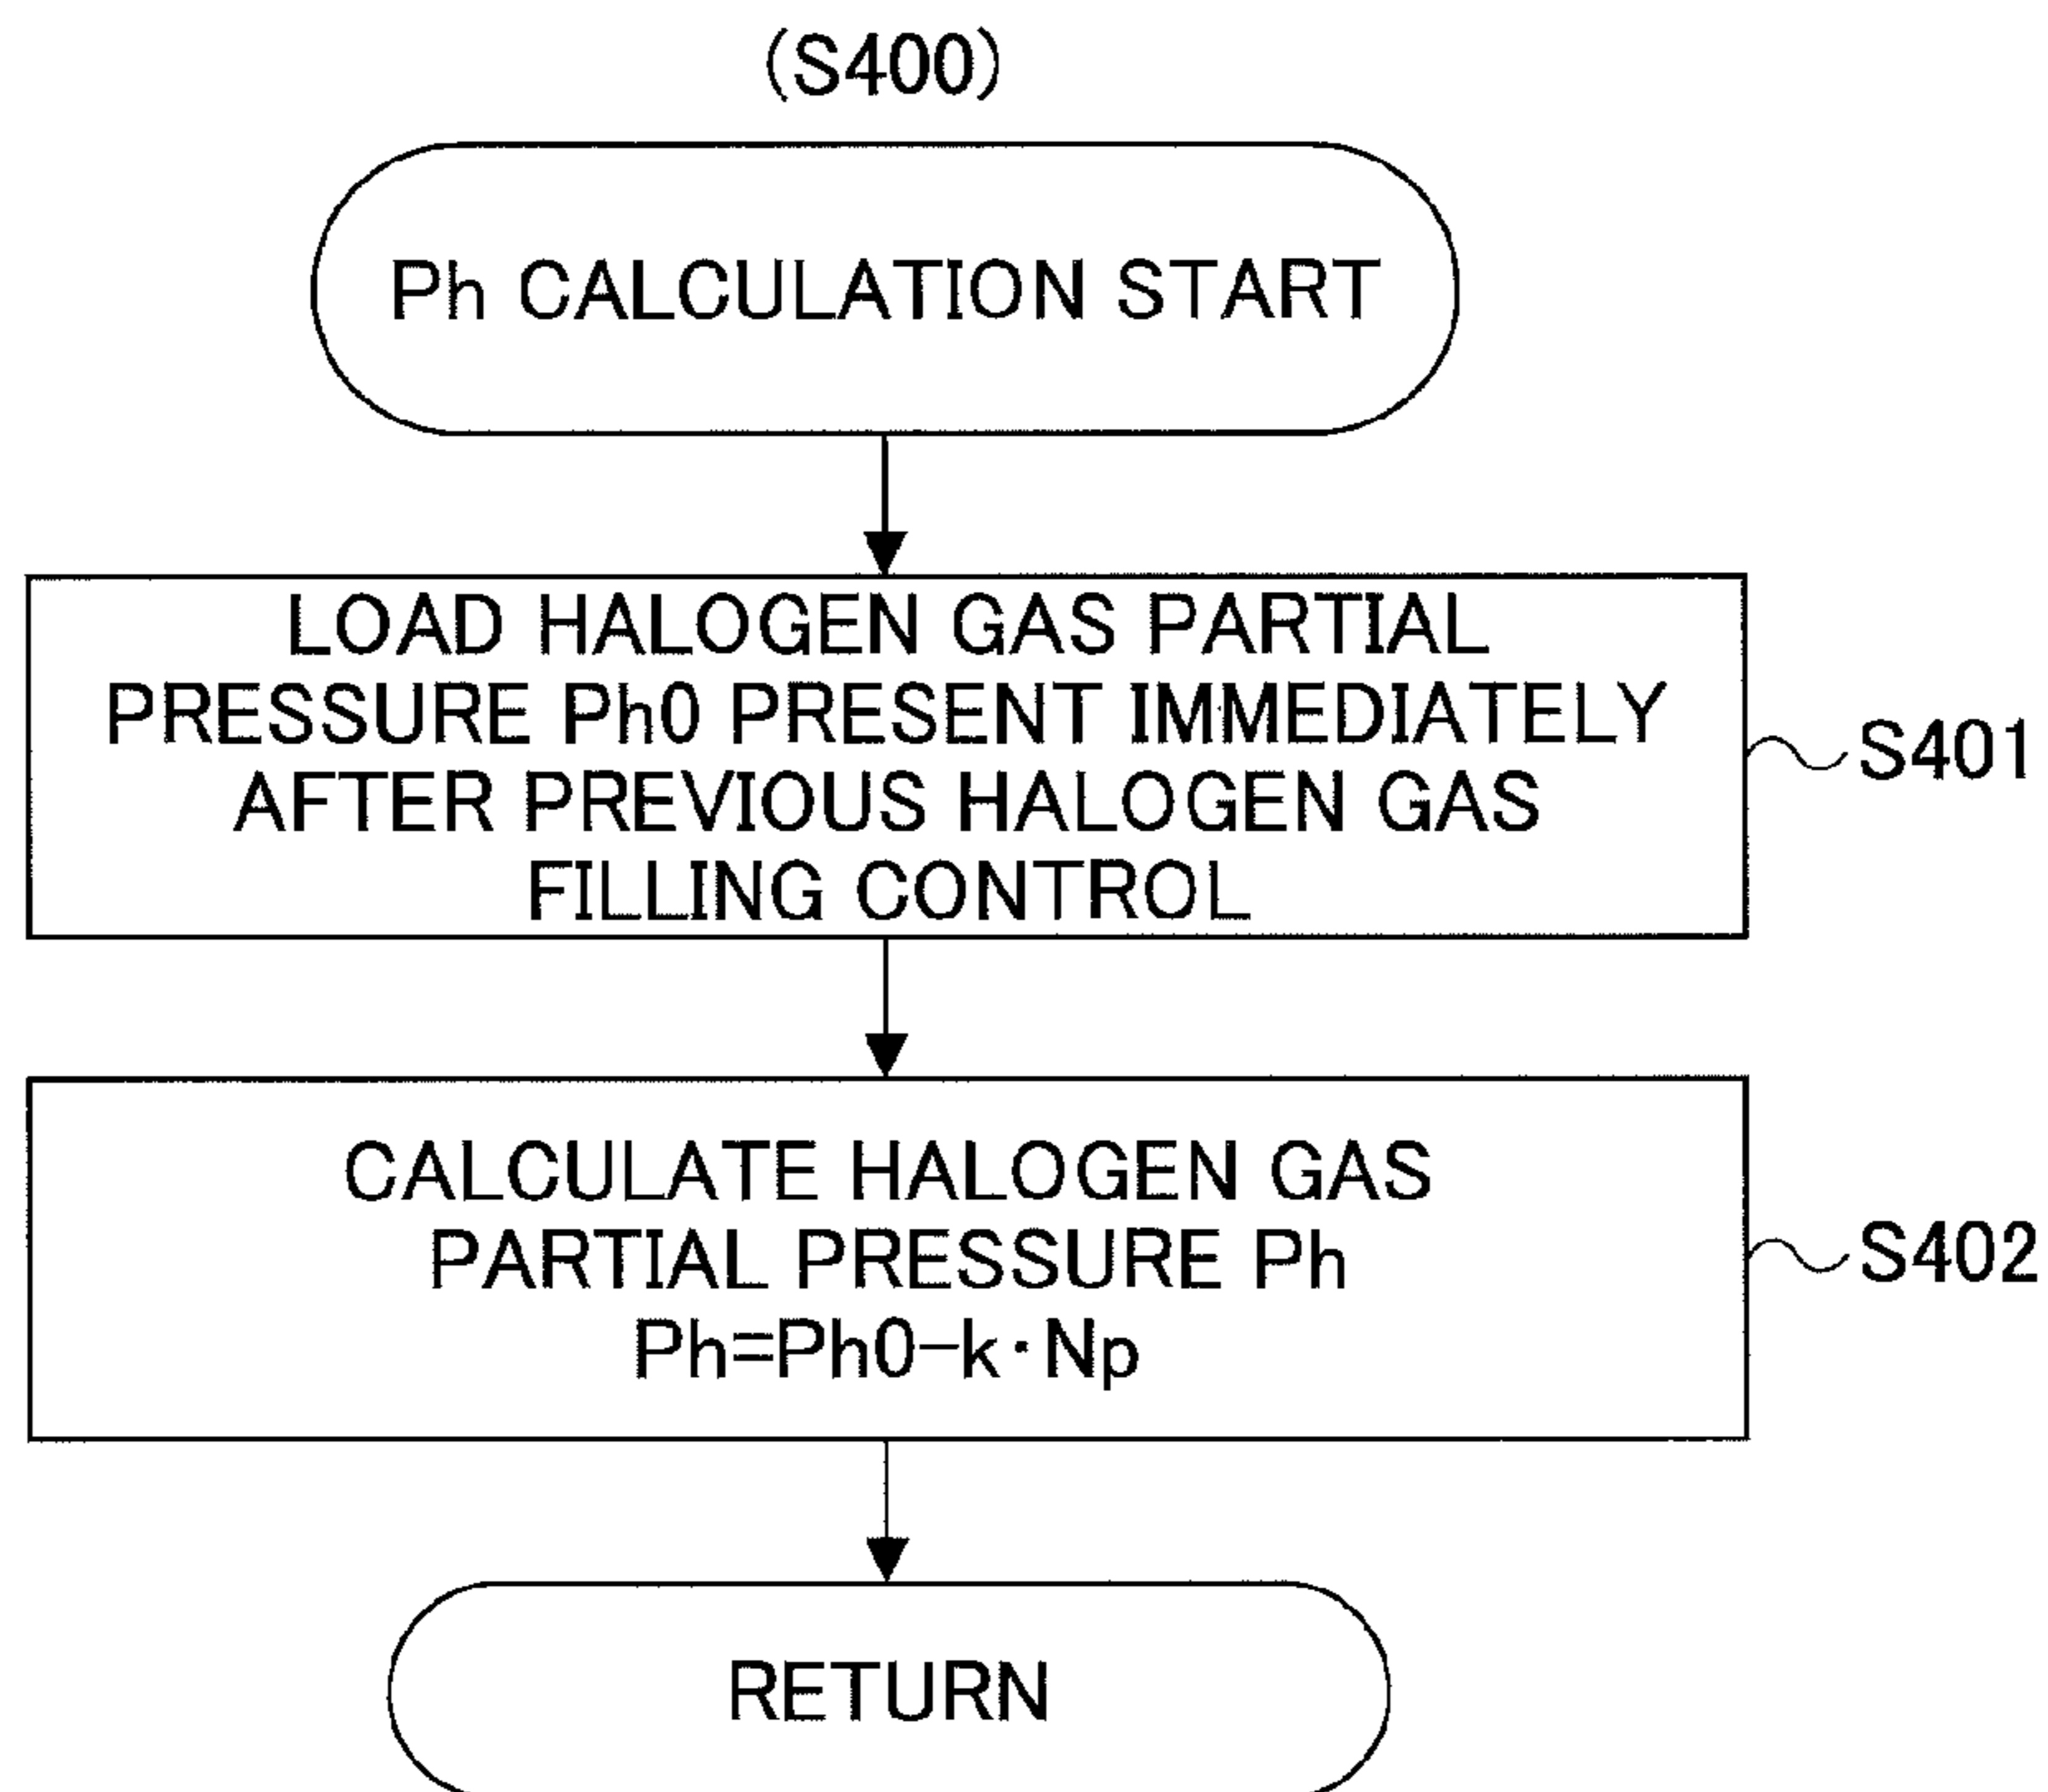 (S400)
Ph CALCULATION START
LOAD HALOGEN GAS PARTIAL
PRESSURE Ph0 PRESENT IMMEDIATELY
AFTER PREVIOUS HALOGEN GAS
FILLING CONTROL
S401
CALCULATE HALOGEN GAS
PARTIAL PRESSURE Ph
Ph=Ph0-k·Np
S402
RETURN